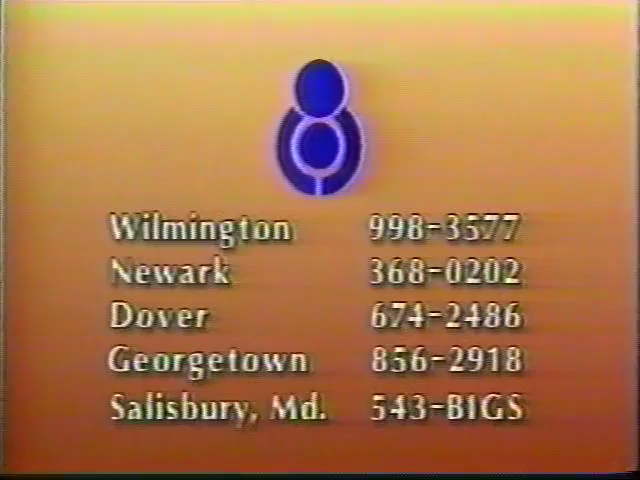 Wilmington 998-3577
Newark 368-0202
Dover 674-2486
Georgetown 856-2918
Salisbury, Md. 543-BIGS